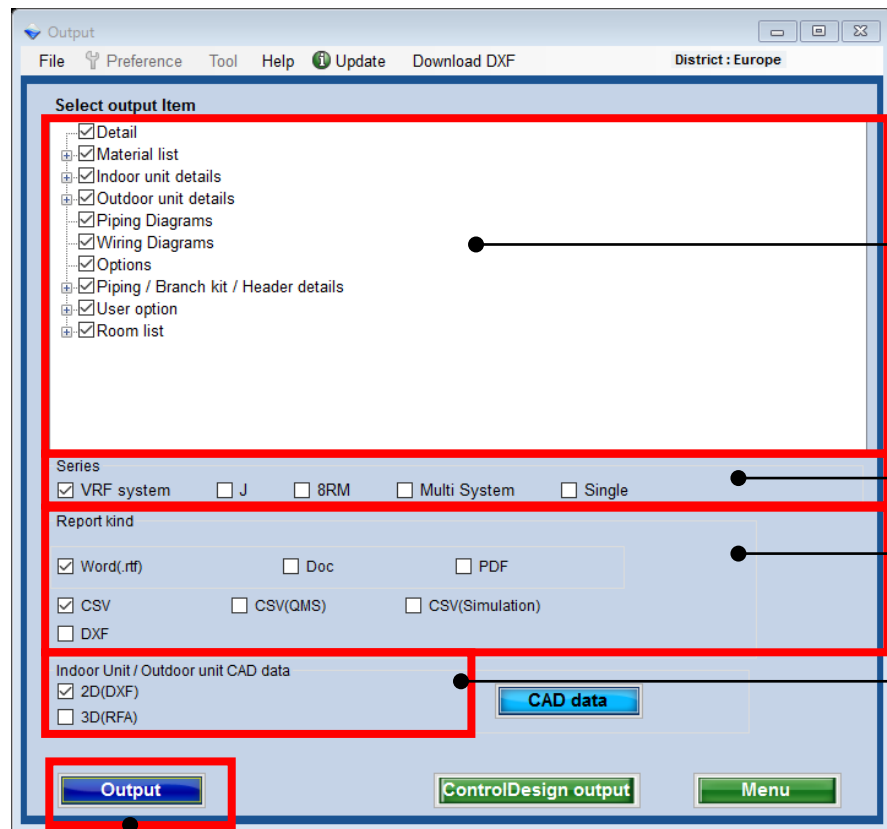 Output
File Preference Tool Help Update Download DXF District : Europe
Select output Item
Detail
Material list
Indoor unit details
Outdoor unit details
Piping Diagrams
Wiring Diagrams
Options
Piping / Branch kit / Header details
User option
Room list
Series
VRF system J 8RM Multi System Single
Report kind
Word(.rtf) Doc PDF
CSV CSV(QMS) CSV(Simulation)
DXF
Indoor Unit / Outdoor unit CAD data
2D(DXF)
CAD data
3D(RFA)
Output ControlDesign output Menu